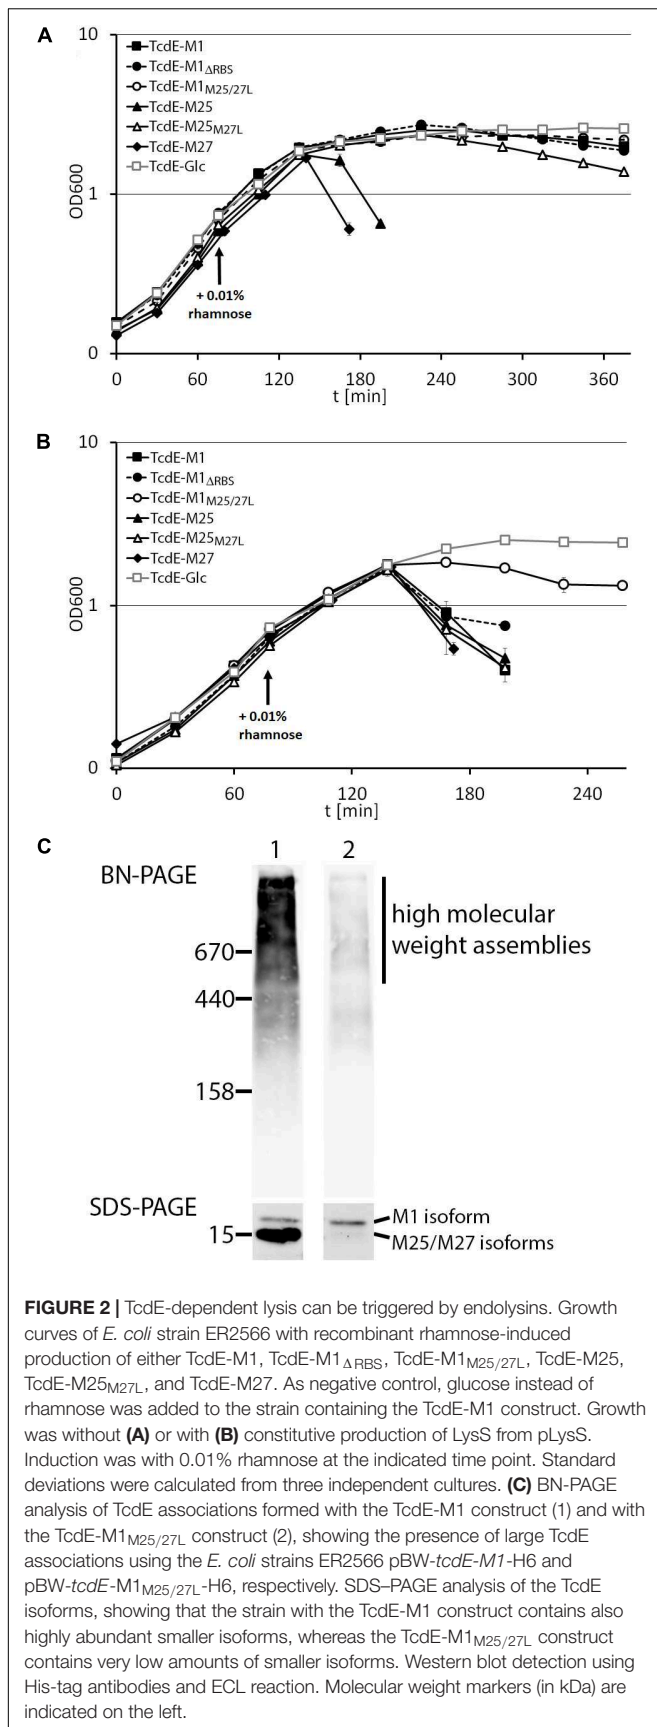 A
10
TcdE-M1
TcdE-M1ΔRBS
TcdE-M1M25/27L
TcdE-M25
TcdE-M25M27L
TcdE-M27
TcdE-Glc
OD600
1
+ 0.01%
rhamnose
0
0 60 120 180 240 300 360
t [min]
B
10
TcdE-M1
TcdE-M1ΔRBS
TcdE-M1M25/27L
TcdE-M25
TcdE-M25M27L
TcdE-M27
TcdE-Glc
OD600
1
+ 0.01%
rhamnose
0
0 60 120 180 240
t [min]
C
1 2
BN-PAGE
high molecular
weight assemblies
670
440
158
SDS-PAGE
M1 isoform
15
M25/M27 isoforms
FIGURE 2 | TcdE-dependent lysis can be triggered by endolysins. Growth
curves of E. coli strain ER2566 with recombinant rhamnose-induced
production of either TcdE-M1, TcdE-M1ΔRBS, TcdE-M1M25/27L, TcdE-M25,
TcdE-M25M27L, and TcdE-M27. As negative control, glucose instead of
rhamnose was added to the strain containing the TcdE-M1 construct. Growth
was without (A) or with (B) constitutive production of LysS from pLysS.
Induction was with 0.01% rhamnose at the indicated time point. Standard
deviations were calculated from three independent cultures. (C) BN-PAGE
analysis of TcdE associations formed with the TcdE-M1 construct (1) and with
the TcdE-M1M25/27L construct (2), showing the presence of large TcdE
associations using the E. coli strains ER2566 pBW-tcdE-M1-H6 and
pBW-tcdE-M1M25/27L-H6, respectively. SDS–PAGE analysis of the TcdE
isoforms, showing that the strain with the TcdE-M1 construct contains also
highly abundant smaller isoforms, whereas the TcdE-M1M25/27L construct
contains very low amounts of smaller isoforms. Western blot detection using
His-tag antibodies and ECL reaction. Molecular weight markers (in kDa) are
indicated on the left.